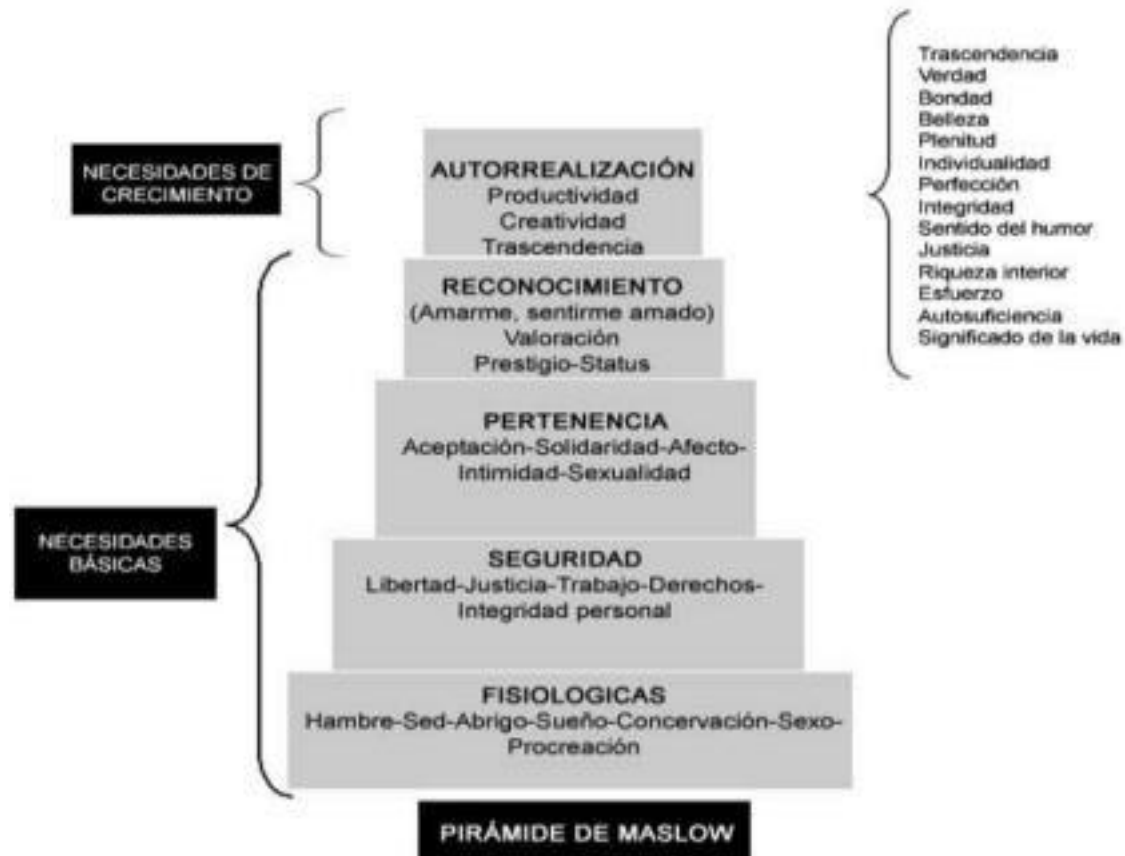 NECESIDADES DE
CRECIMIENTO
AUTORREALIZACIÓN
Productividad
Creatividad
Trascendencia
Trascendencia
Verdad
Bondad
Belleza
Plenitud
Individualidad
Perfección
Integridad
Sentido del humor
Justicia
Riqueza interior
Esfuerzo
Autosuficiencia
Significado de la vida
NECESIDADES
BÁSICAS
RECONOCIMIENTO
(Amarme, sentirme amado)
Valoración
Prestigio-Status
PERTENENCIA
Aceptación-Solidaridad-Afecto-
Intimidad-Sexualidad
SEGURIDAD
Libertad-Justicia-Trabajo-Derechos-
Integridad personal
FISIOLOGICAS
Hambre-Sed-Abrigo-Sueño-Concervación-Sexo-
Procreación
PIRÁMIDE DE MASLOW